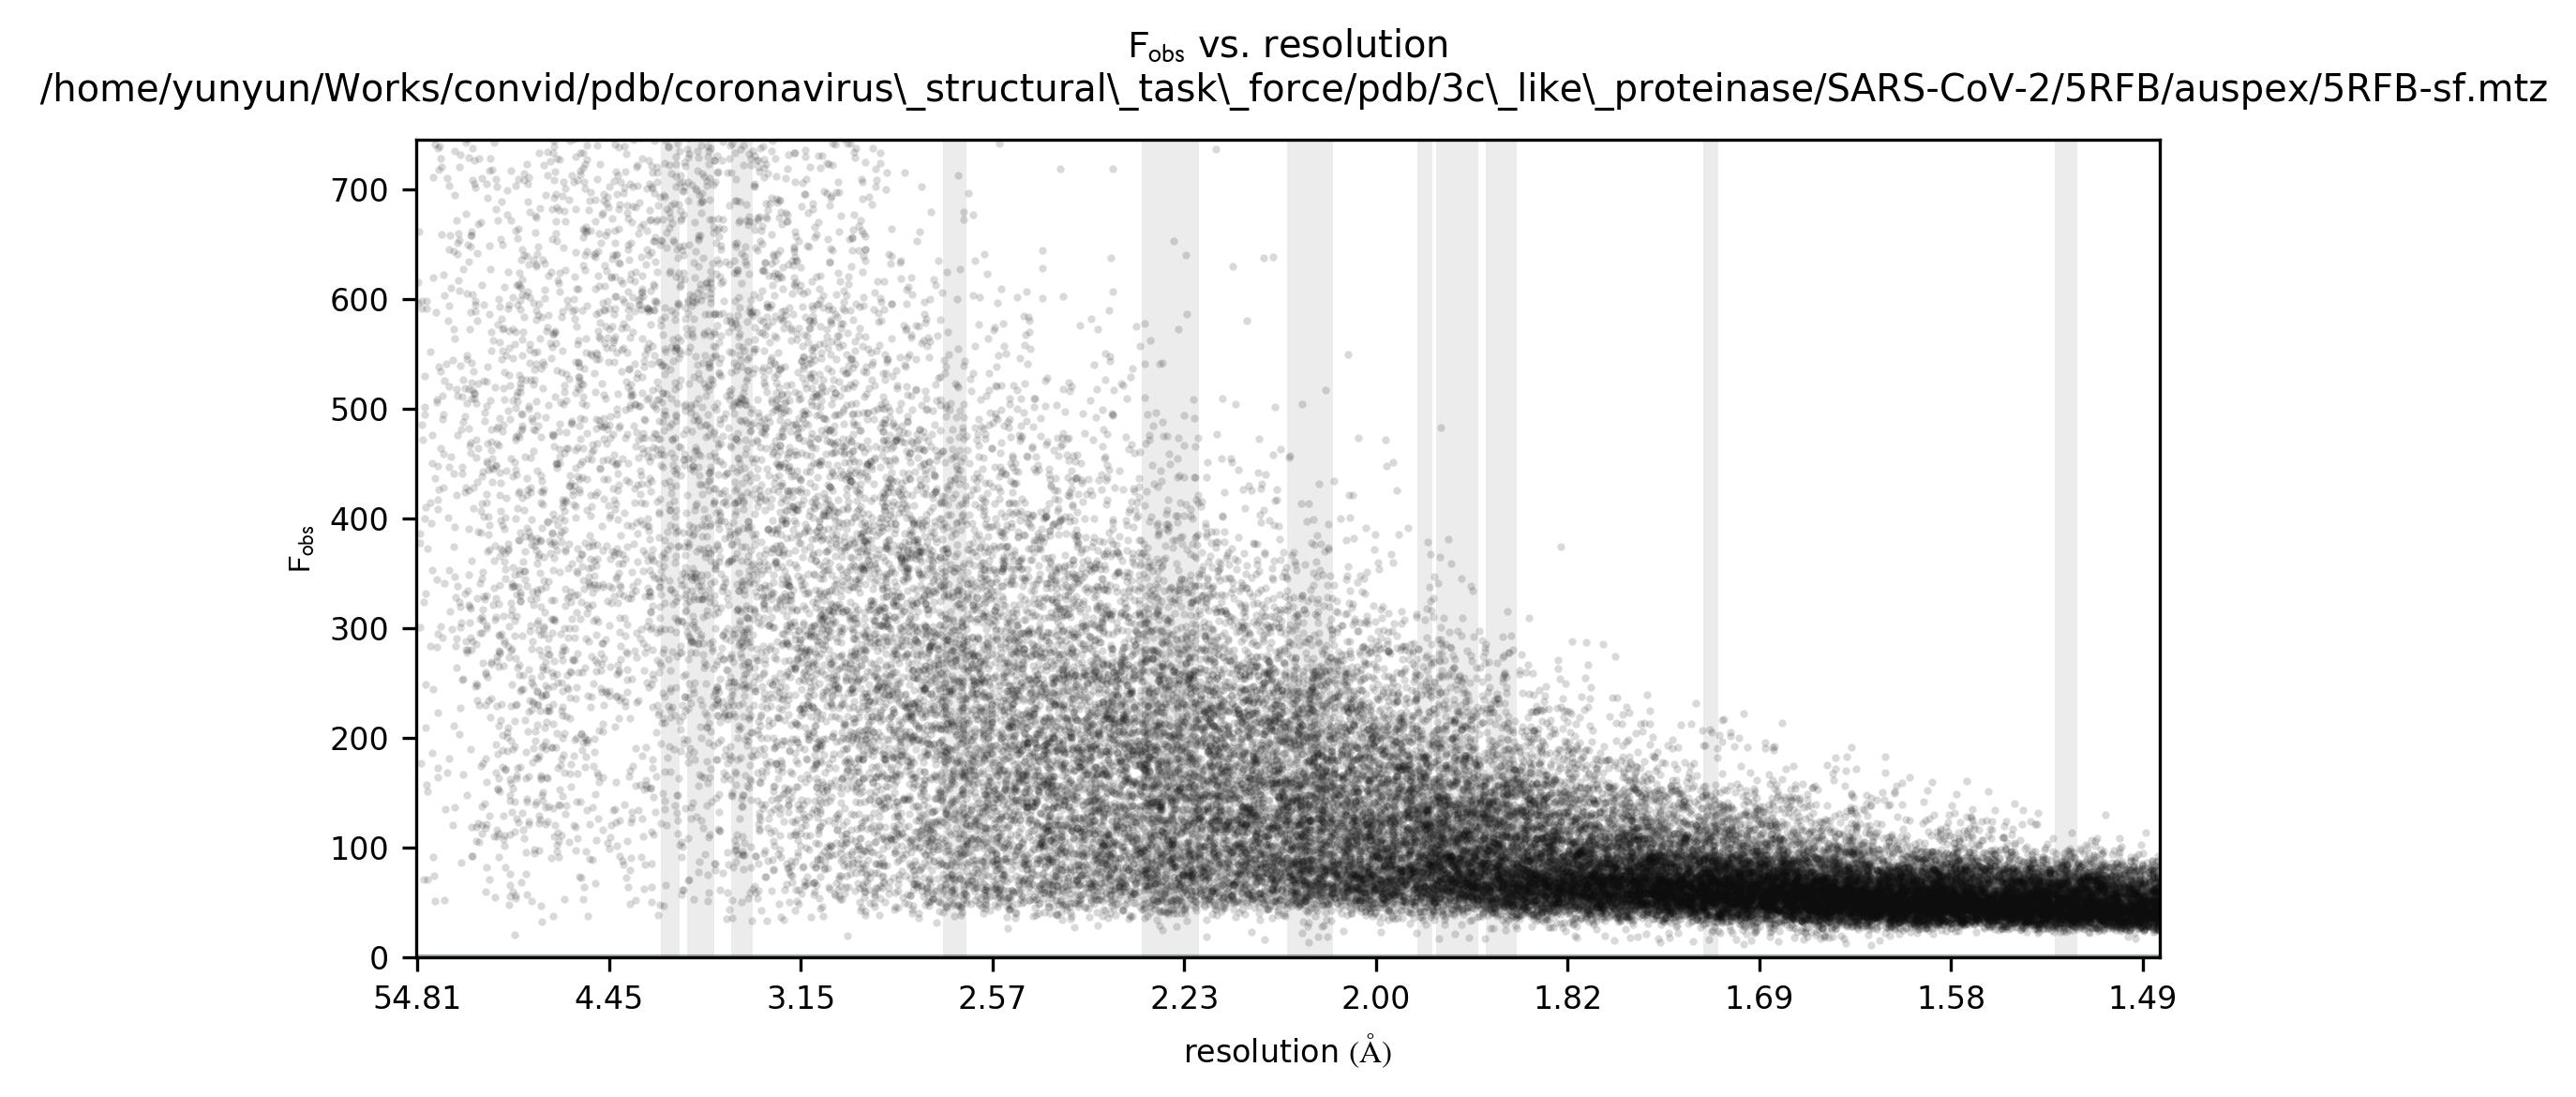 Fobs vs. resolution
/home/yunyun/Works/convid/pdb/coronavirus\_structural\_task\_force/pdb/3c\_like\_proteinase/SARS-CoV-2/5RFB/auspex/5RFB-sf.mtz
700
600
500
400
300
200
100
0
Fobs
54.81 4.45 3.15 2.57 2.23 2.00 1.82 1.69 1.58 1.49
resolution (Å)